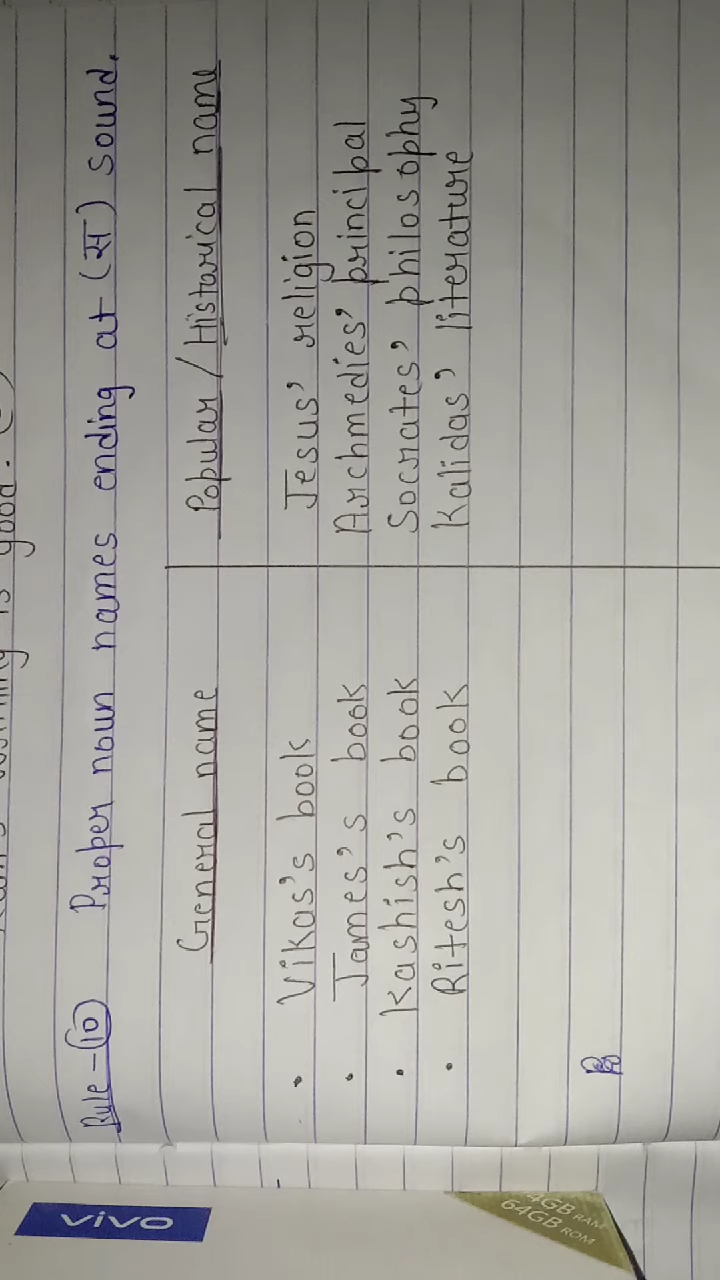 Rule-10 Proper noun names ending at (स) sound.
General name Popular / Historical name
• Vikas's book Jesus' religion
• James's book Archmedies' principal
• Kashish's book Socrates' philosophy
• Ritesh's book Kalidas' literature
vivo
4GB RAM
64GB ROM